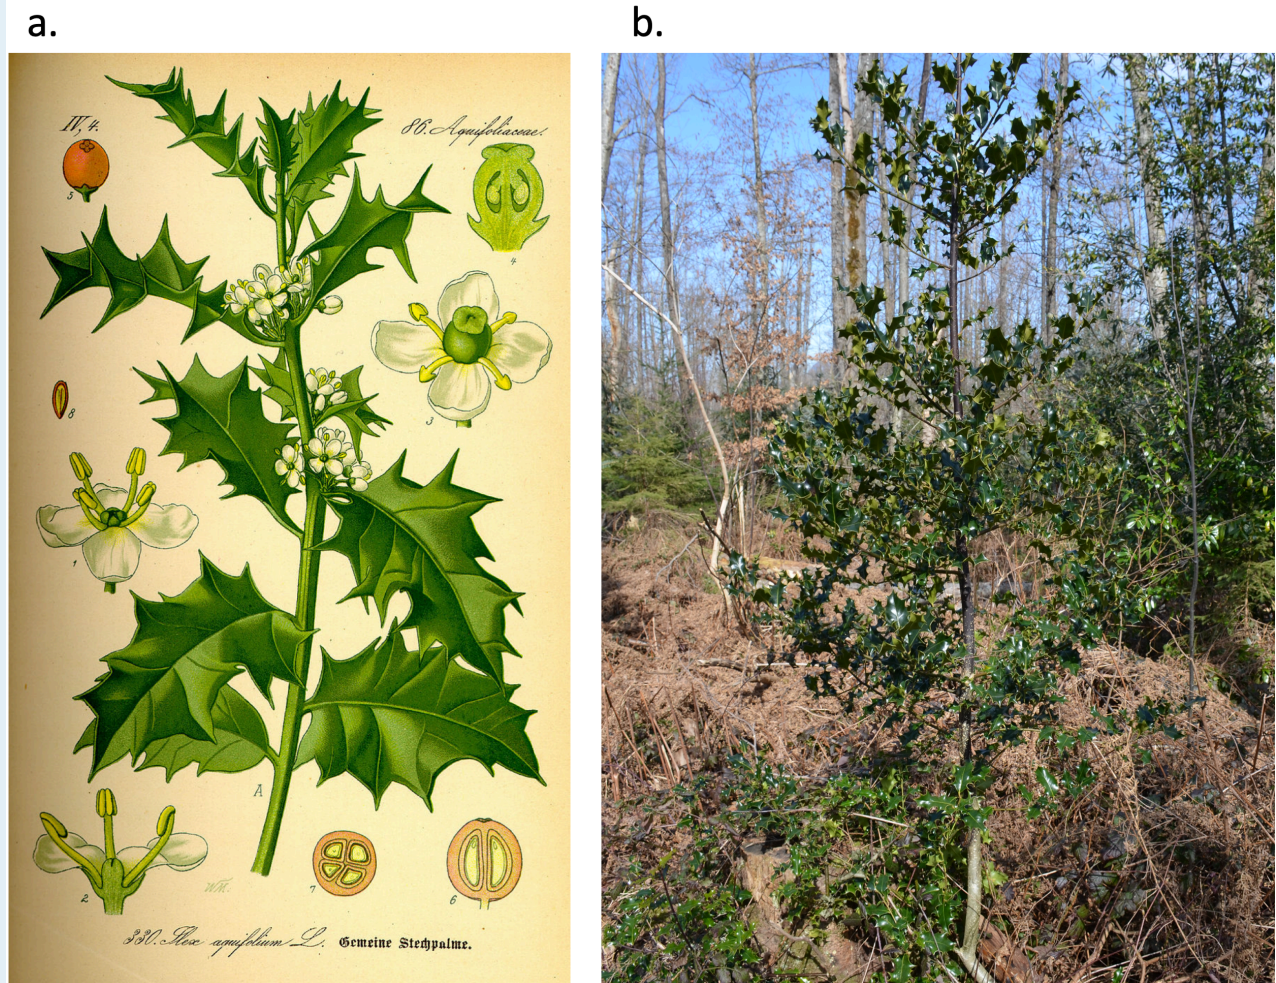 a.
b.
IV, 4.
86. Aquifoliaceae.
5
4
3
8
1
A
7
6
2
330. Ilex aquifolium L. Gemeine Stechpalme.